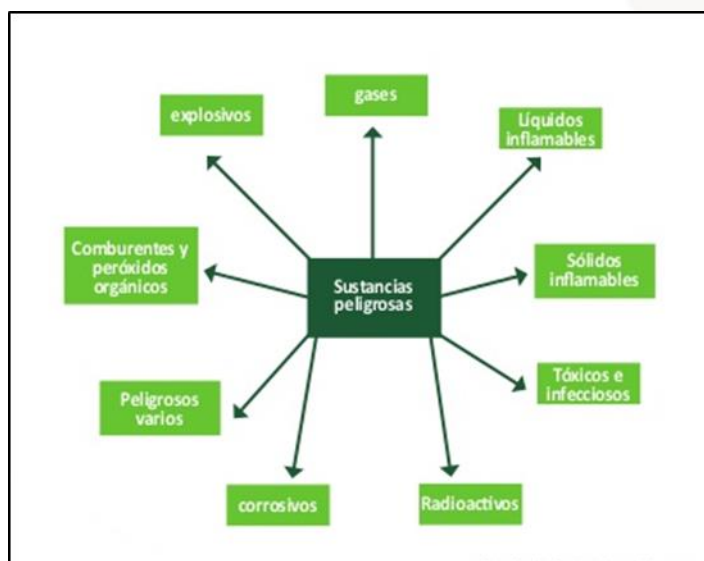 gases
explosivos
Líquidos
inflamables
Comburentes y
peróxidos
orgánicos
Sustancias
peligrosas
Sólidos
inflamables
Tóxicos e
infecciosos
Peligrosos
varios
corrosivos
Radioactivos